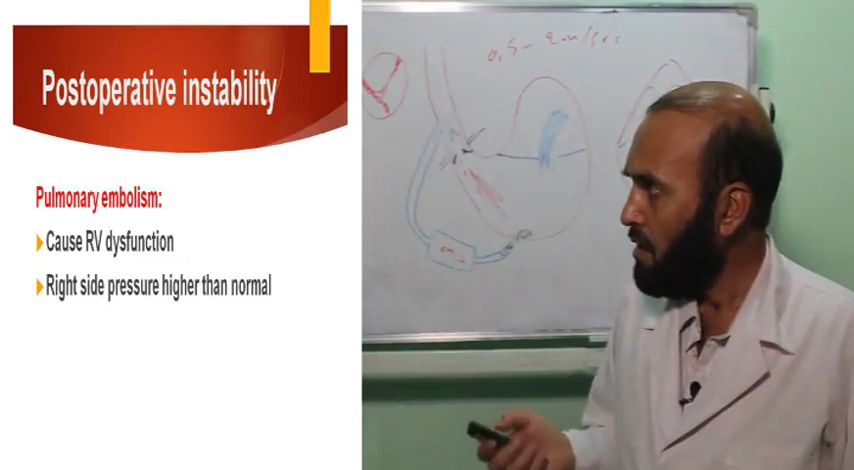 Postoperative instability
Pulmonary embolism:
Cause RV dysfunction
Right side pressure higher than normal